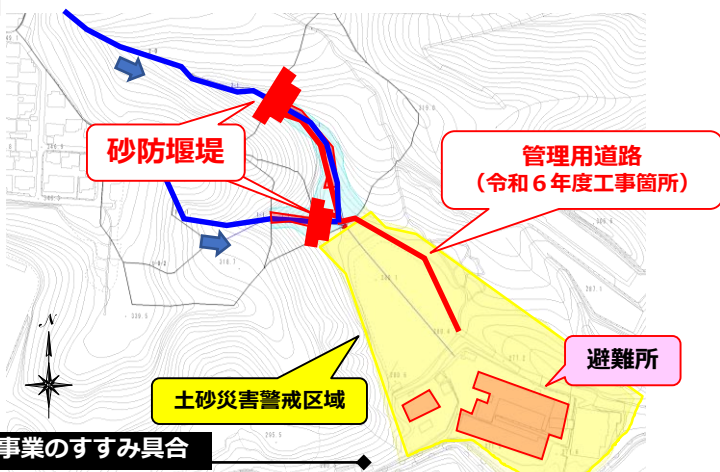 砂防堰堤
管理用道路
（令和６年度工事箇所）
避難所
土砂災害警戒区域
N
事業のすすみ具合